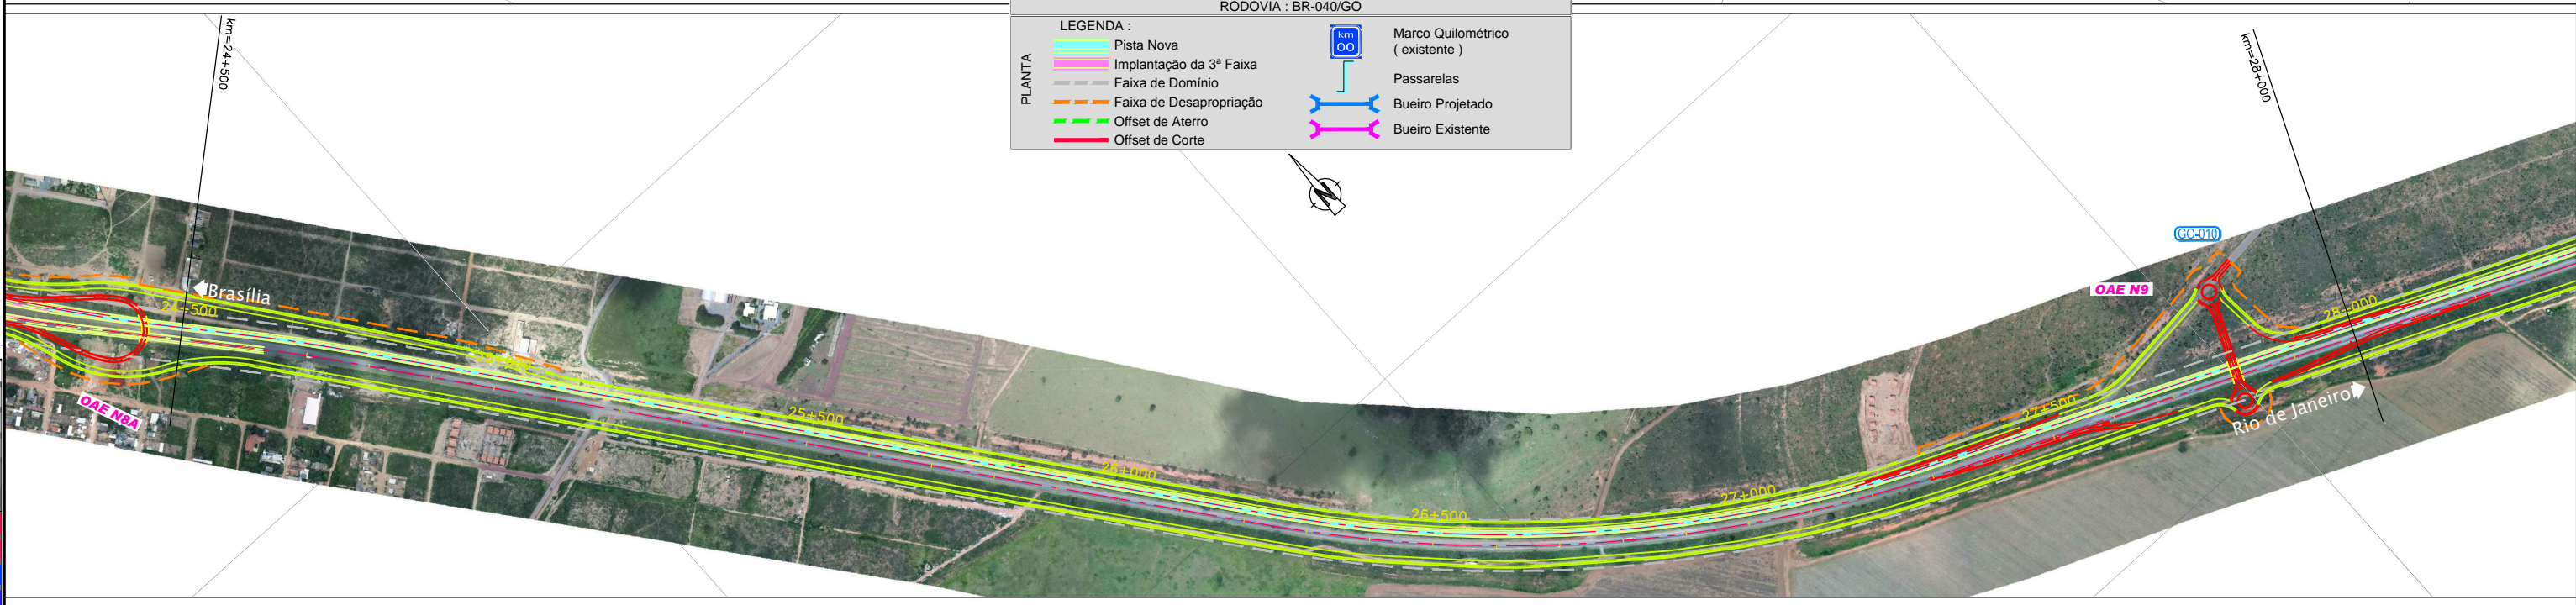 RODOVIA : BR-040/GO
LEGENDA :
PLANTA
Pista Nova
Implantação da 3ª Faixa
Faixa de Domínio
Faixa de Desapropriação
Offset de Aterro
Offset de Corte
km
00
Marco Quilométrico
( existente )
Passarelas
Bueiro Projetado
Bueiro Existente
km=24+500
km=28+000
N
GO-010
OAE N9
Brasília
24+500
28+000
OAE N8A
25+500
27+500
Rio de Janeiro
26+000
27+000
26+500